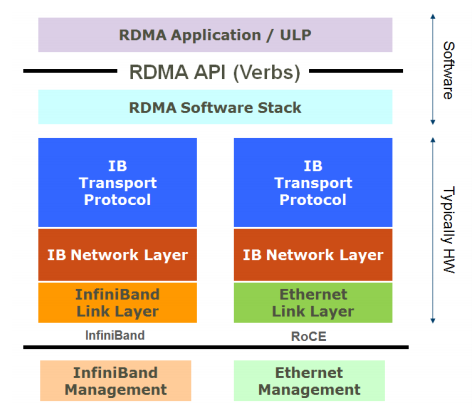 RDMA Application / ULP
RDMA API (Verbs)
RDMA Software Stack
Software
IB
Transport
Protocol
IB
Transport
Protocol
IB Network Layer
IB Network Layer
InfiniBand
Link Layer
Ethernet
Link Layer
Typically HW
InfiniBand
RoCE
InfiniBand
Management
Ethernet
Management